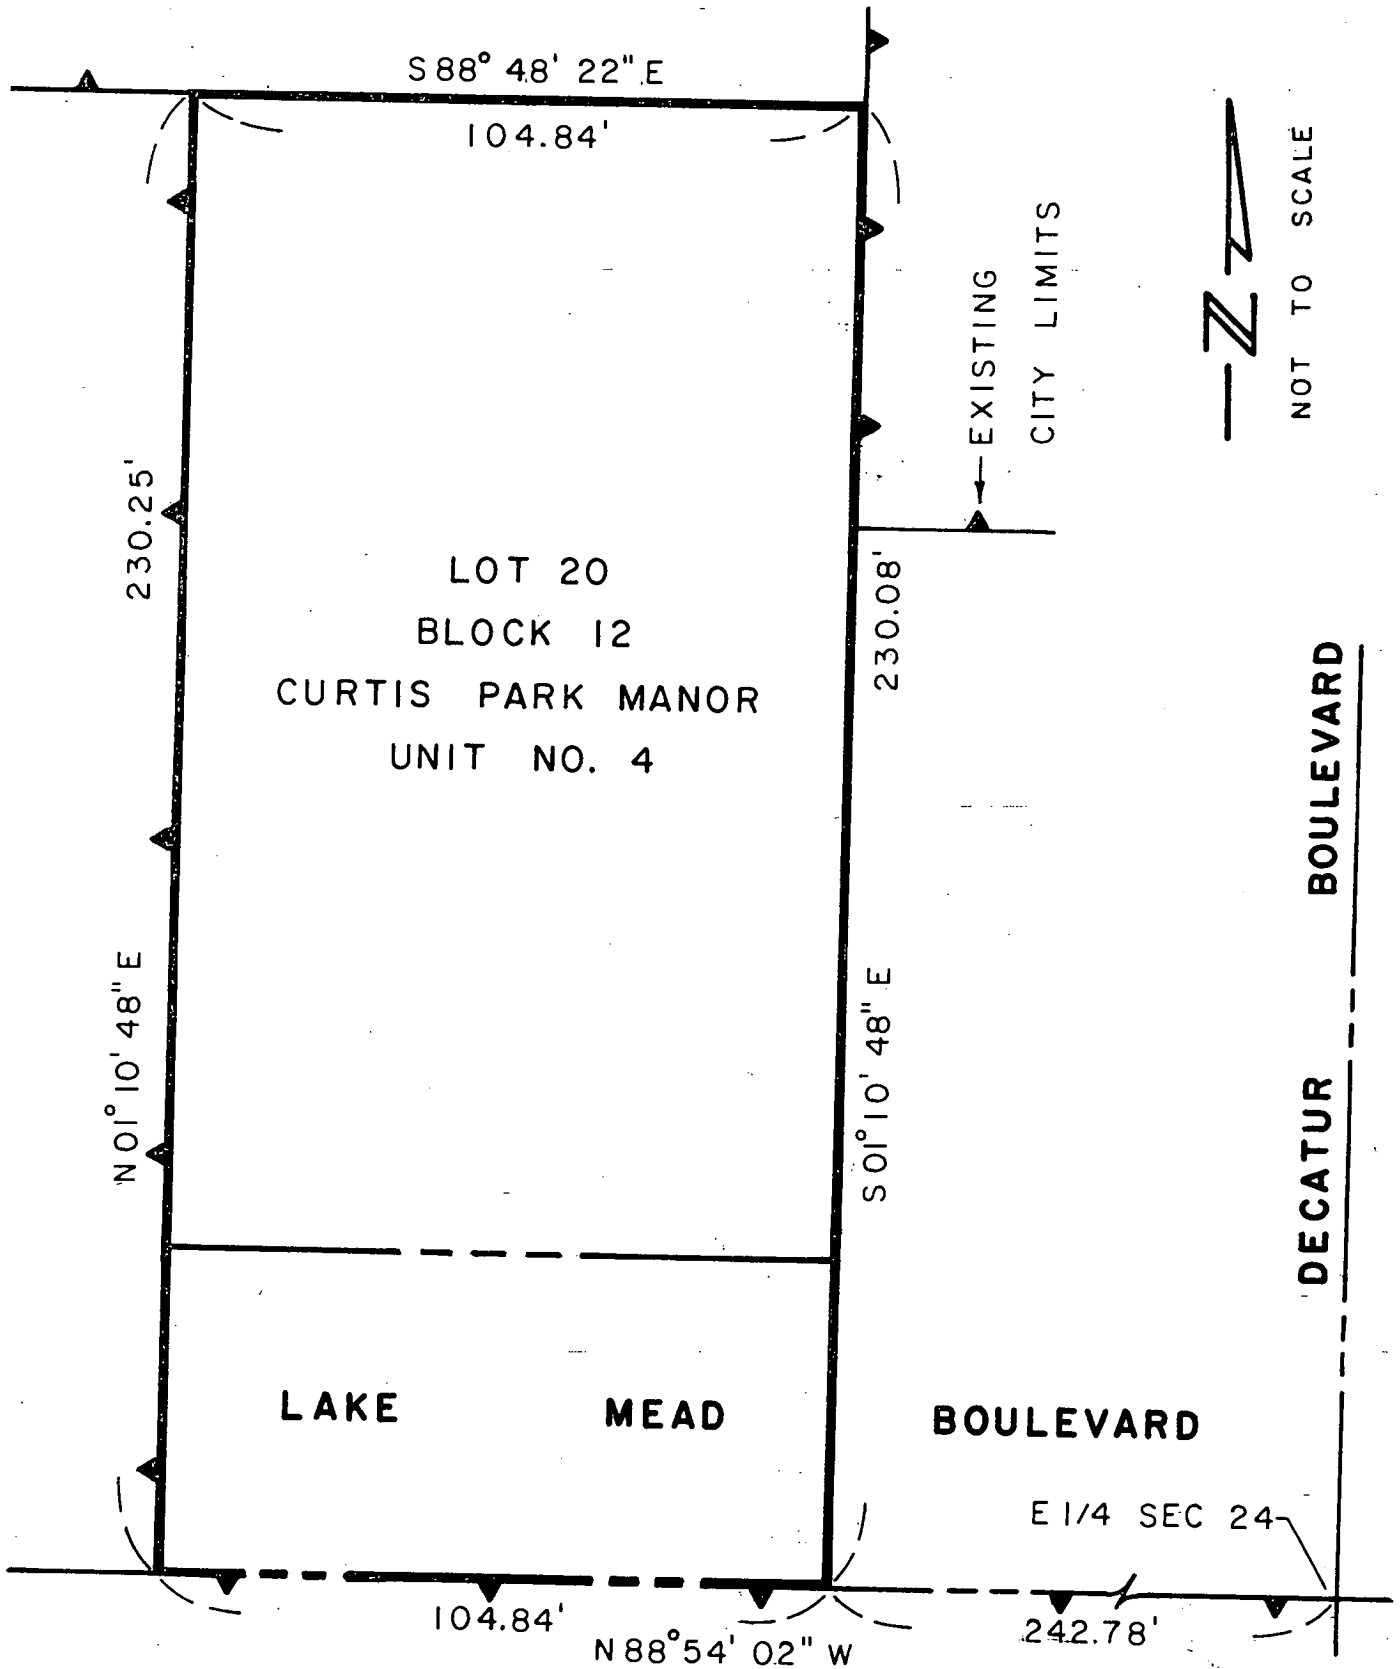 S 88° 48' 22" E
104.84'
EXISTING
CITY LIMITS
N
NOT TO SCALE
230.25'
230.08'
LOT 20
BLOCK 12
CURTIS PARK MANOR
UNIT NO. 4
N 01° 10' 48" E
S 01° 10' 48" E
DECATUR BOULEVARD
LAKE MEAD BOULEVARD
E 1/4 SEC 24
104.84'
N 88° 54' 02" W
242.78'